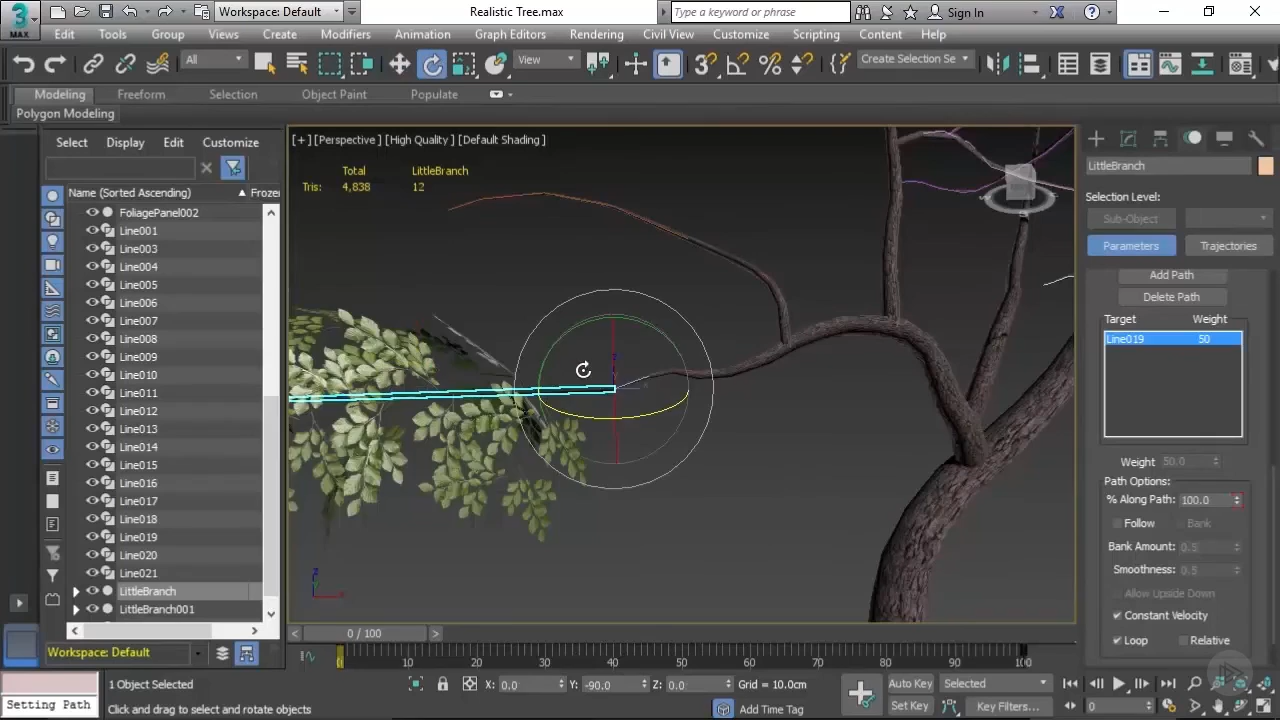 Workspace: Default
Realistic Tree.max
Type a keyword or phrase
Sign In
MAX
Edit Tools Group Views Create Modifiers Animation Graph Editors Rendering Civil View Customize Scripting Content Help
All
View
Create Selection Se
Modeling Freeform Selection Object Paint Populate
Polygon Modeling
Select Display Edit Customize
Name (Sorted Ascending) Frozen
FoliagePanel002
Line001
Line003
Line004
Line005
Line006
Line007
Line008
Line009
Line010
Line011
Line012
Line013
Line014
Line015
Line016
Line017
Line018
Line019
Line020
Line021
LittleBranch
LittleBranch001
Workspace: Default
[+] [Perspective] [High Quality] [Default Shading]
Total LittleBranch
Tris: 4,838 12
LittleBranch
Selection Level:
Sub-Object
Parameters Trajectories
Add Path
Delete Path
Target Weight
Line019 50
Weight 50.0
Path Options:
% Along Path: 100.0
Follow Bank
Bank Amount: 0.5
Smoothness: 0.5
Allow Upside Down
Constant Velocity
Loop Relative
0 / 100
10 20 30 40 50 60 70 80 90 100
1 Object Selected
X: 0.0 Y: -90.0 Z: 0.0 Grid = 10.0cm
Auto Key Selected
Setting Path
Click and drag to select and rotate objects
Add Time Tag
Set Key Key Filters... 0